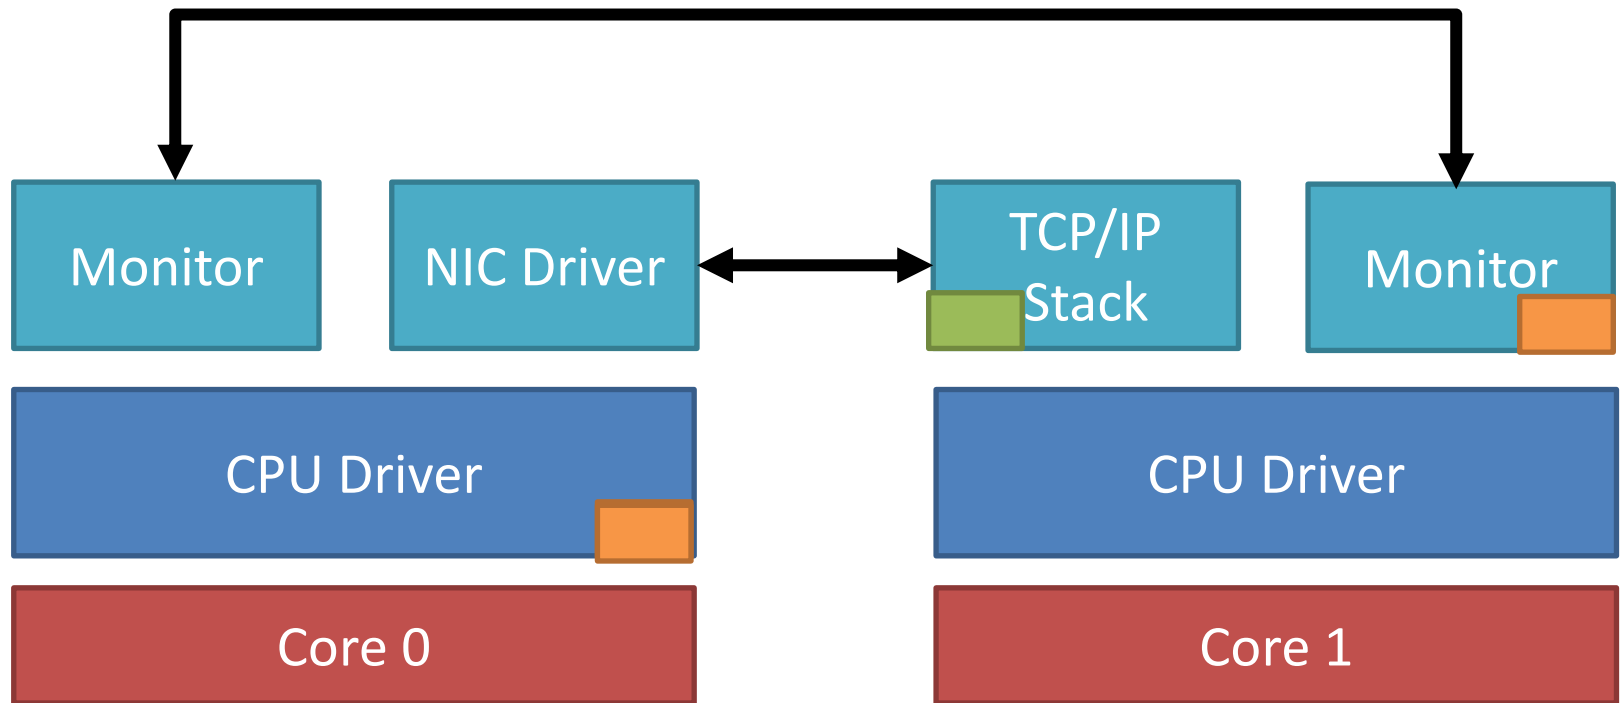 Monitor
NIC Driver
TCP/IP
Stack
Monitor
CPU Driver
CPU Driver
Core 0
Core 1